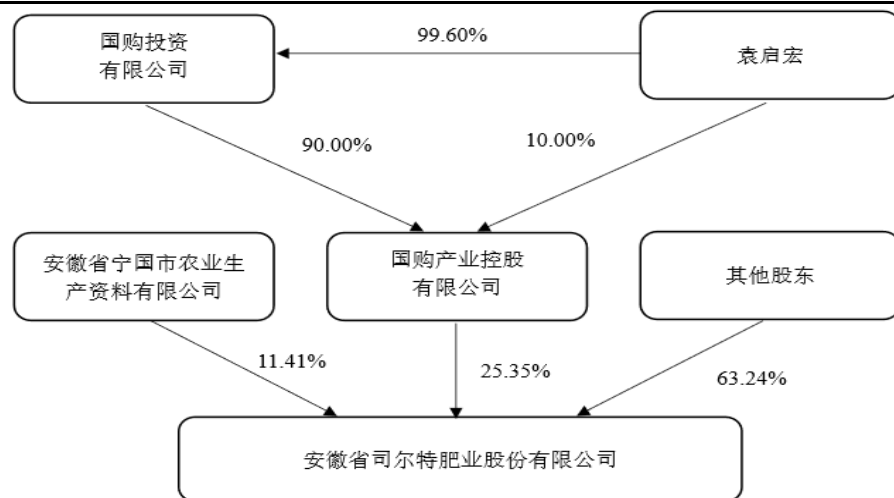 国购投资
有限公司
99.60%
袁启宏
90.00%
10.00%
安徽省宁国市农业生
产资料有限公司
国购产业控股
有限公司
其他股东
11.41%
25.35%
63.24%
安徽省司尔特肥业股份有限公司